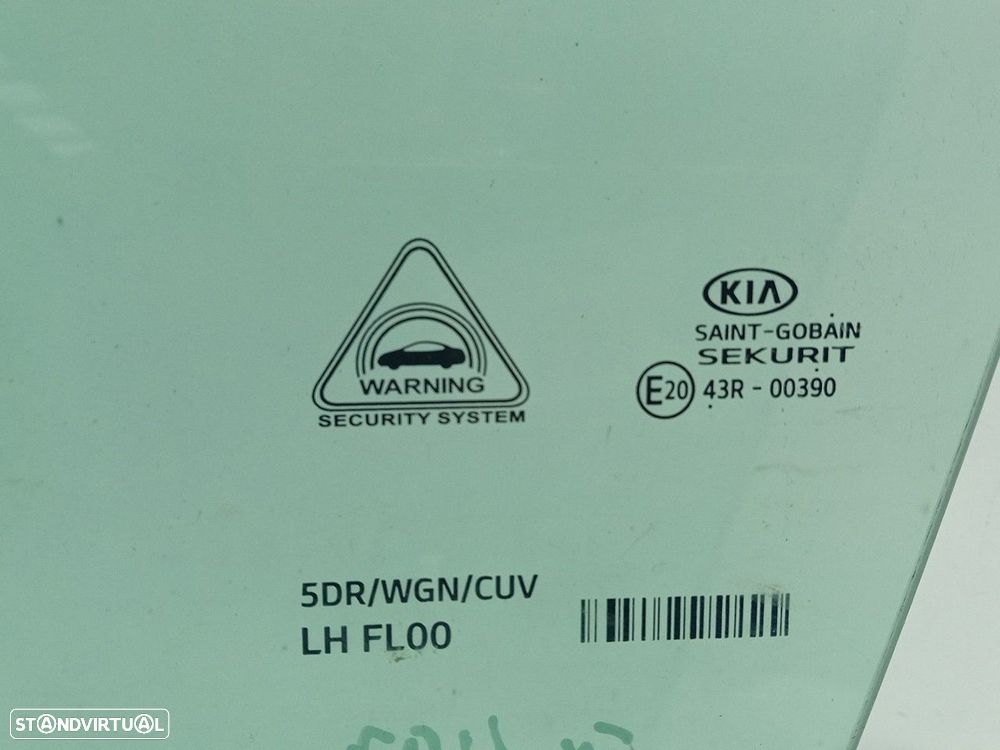 WARNING
SECURITY SYSTEM
KIA
SAINT-GOBAIN
SEKURIT
E20 43R - 00390
5DR/WGN/CUV
LH FL00
STANDVIRTUAL